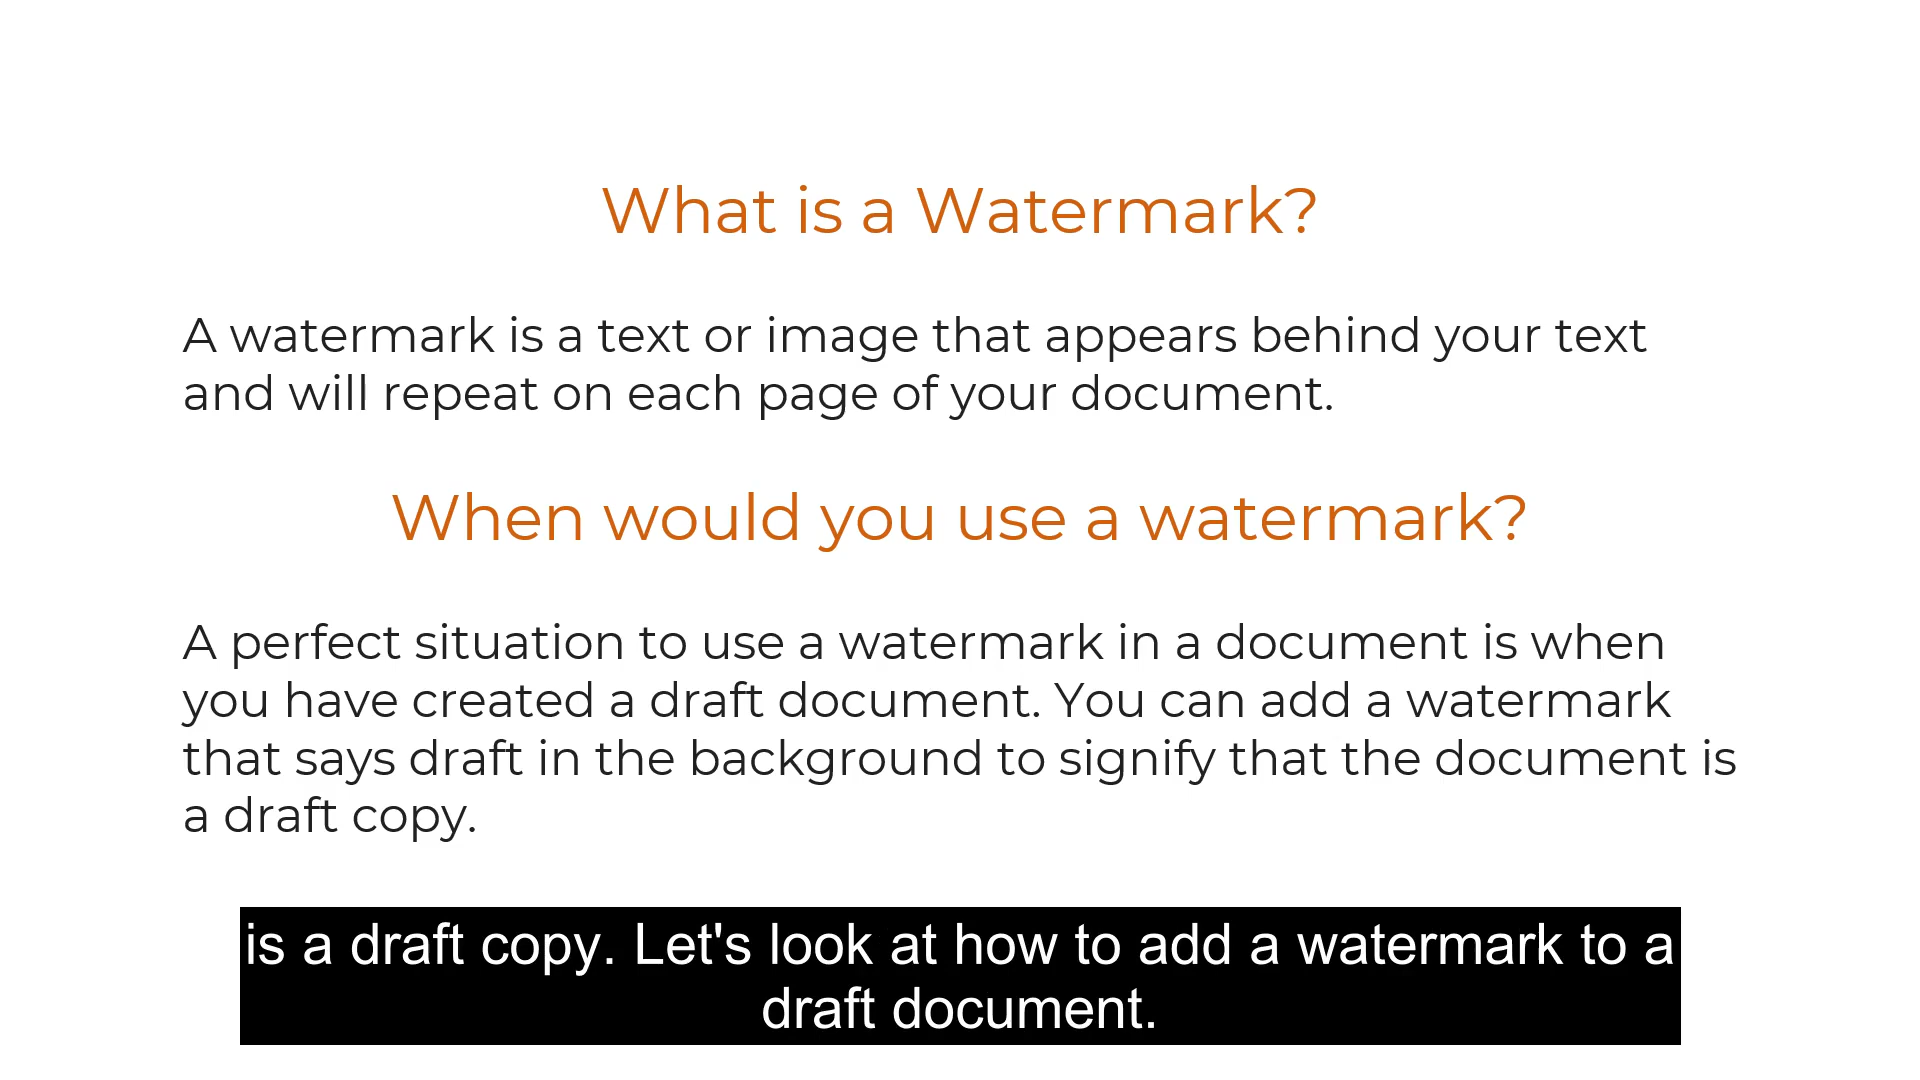 What is a Watermark?
A watermark is a text or image that appears behind your text
and will repeat on each page of your document.
When would you use a watermark?
A perfect situation to use a watermark in a document is when
you have created a draft document. You can add a watermark
that says draft in the background to signify that the document is
a draft copy.
is a draft copy. Let's look at how to add a watermark to a
draft document.